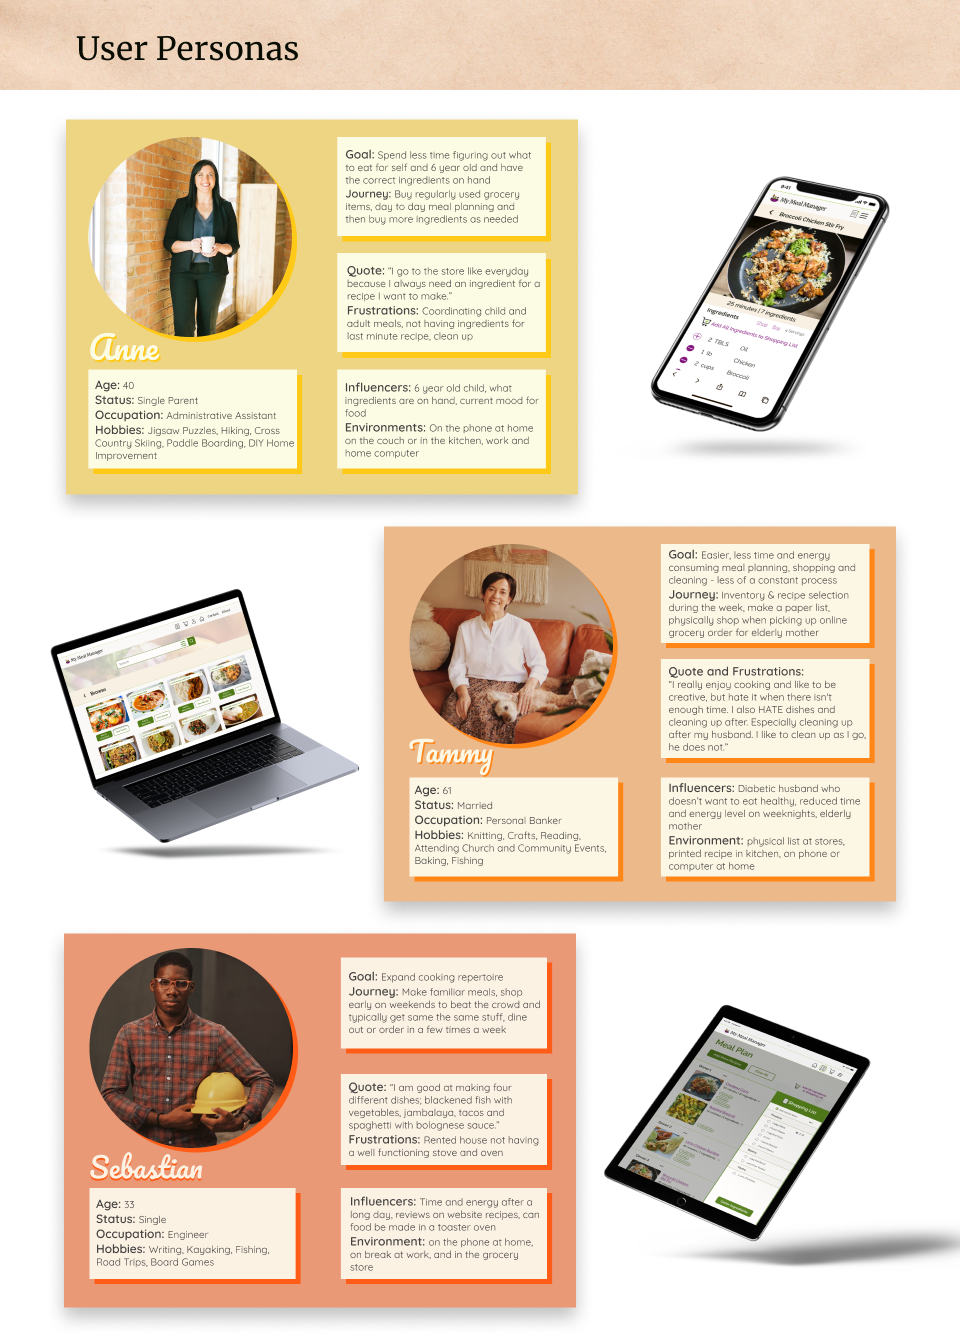 User Personas
Goal: Spend less time figuring out what
to eat for self and 6 year old and have
the correct ingredients on hand
Journey: Buy regularly used grocery
items, day to day meal planning and
then buy more ingredients as needed
Quote: "I go to the store like everyday
because I always need an ingredient for a
recipe I want to make."
Frustrations: Coordinating child and
adult meals, not having ingredients for
last minute recipe, clean up
Anne
Age: 40
Status: Single Parent
Occupation: Administrative Assistant
Hobbies: Jigsaw Puzzles, Hiking, Cross
Country Skiing, Paddle Boarding, DIY Home
Improvement
Influencers: 6 year old child, what
ingredients are on hand, current mood for
food
Environments: On the phone at home
on the couch or in the kitchen, work and
home computer
9:41
My Meal Manager
Broccoli Chicken Stir Fry
25 minutes | 7 ingredients
Ingredients
Add All Ingredients to Shopping List
2 TBLS Oil
1 lb Chicken
2 cups Broccoli
My Meal Manager
Browse
Goal: Easier, less time and energy
consuming meal planning, shopping and
cleaning - less of a constant process
Journey: Inventory & recipe selection
during the week, make a paper list,
physically shop when picking up online
grocery order for elderly mother
Quote and Frustrations:
"I really enjoy cooking and like to be
creative, but hate it when there isn't
enough time. I also HATE dishes and
cleaning up after. Especially cleaning up
after my husband. I like to clean up as I go,
he does not."
Tammy
Age: 61
Status: Married
Occupation: Personal Banker
Hobbies: Knitting, Crafts, Reading,
Attending Church and Community Events,
Baking, Fishing
Influencers: Diabetic husband who
doesn't want to eat healthy, reduced time
and energy level on weeknights, elderly
mother
Environment: physical list at stores,
printed recipe in kitchen, on phone or
computer at home
Goal: Expand cooking repertoire
Journey: Make familiar meals, shop
early on weekends to beat the crowd and
typically get same the same stuff, dine
out or order in a few times a week
Quote: "I am good at making four
different dishes; blackened fish with
vegetables, jambalaya, tacos and
spaghetti with bolognese sauce."
Frustrations: Rented house not having
a well functioning stove and oven
Sebastian
Age: 33
Status: Single
Occupation: Engineer
Hobbies: Writing, Kayaking, Fishing,
Road Trips, Board Games
Influencers: Time and energy after a
long day, reviews on website recipes, can
food be made in a toaster oven
Environment: on the phone at home,
on break at work, and in the grocery
store
My Meal Manager
Meal Plan
Shopping List